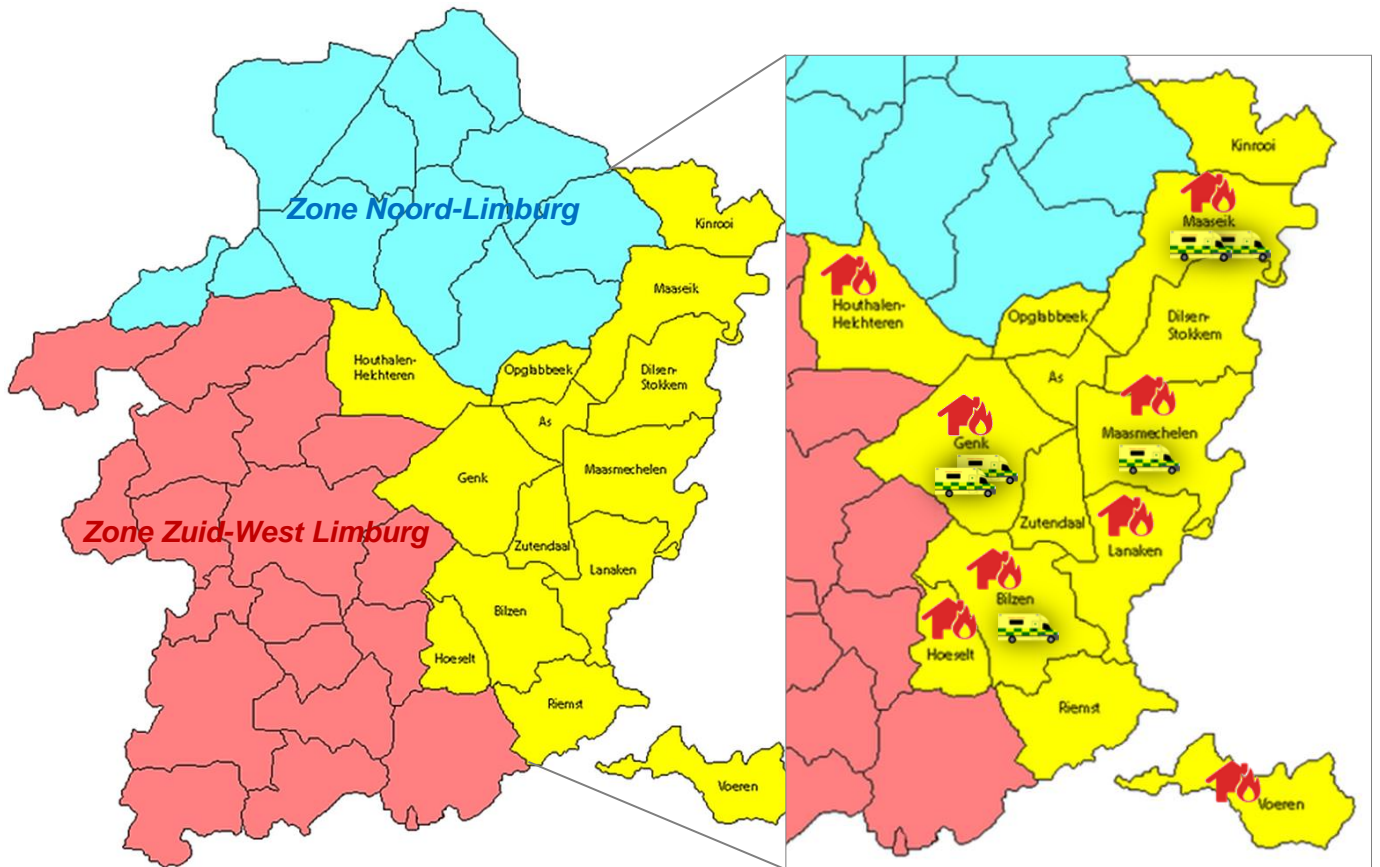 Zone Noord-Limburg
Kinrooi
Maaseik
Houthalen-
Helchteren
Opglabbeek
Dilsen-
Stokkem
As
Genk
Maasmechelen
Zone Zuid-West Limburg
Zutendaal
Lanaken
Bilzen
Hoeselt
Riemst
Voeren
Kinrooi
Maaseik
Houthalen-
Helchteren
Opglabbeek
Dilsen-
Stokkem
As
Genk
Maasmechelen
Zutendaal
Lanaken
Bilzen
Hoeselt
Riemst
Voeren